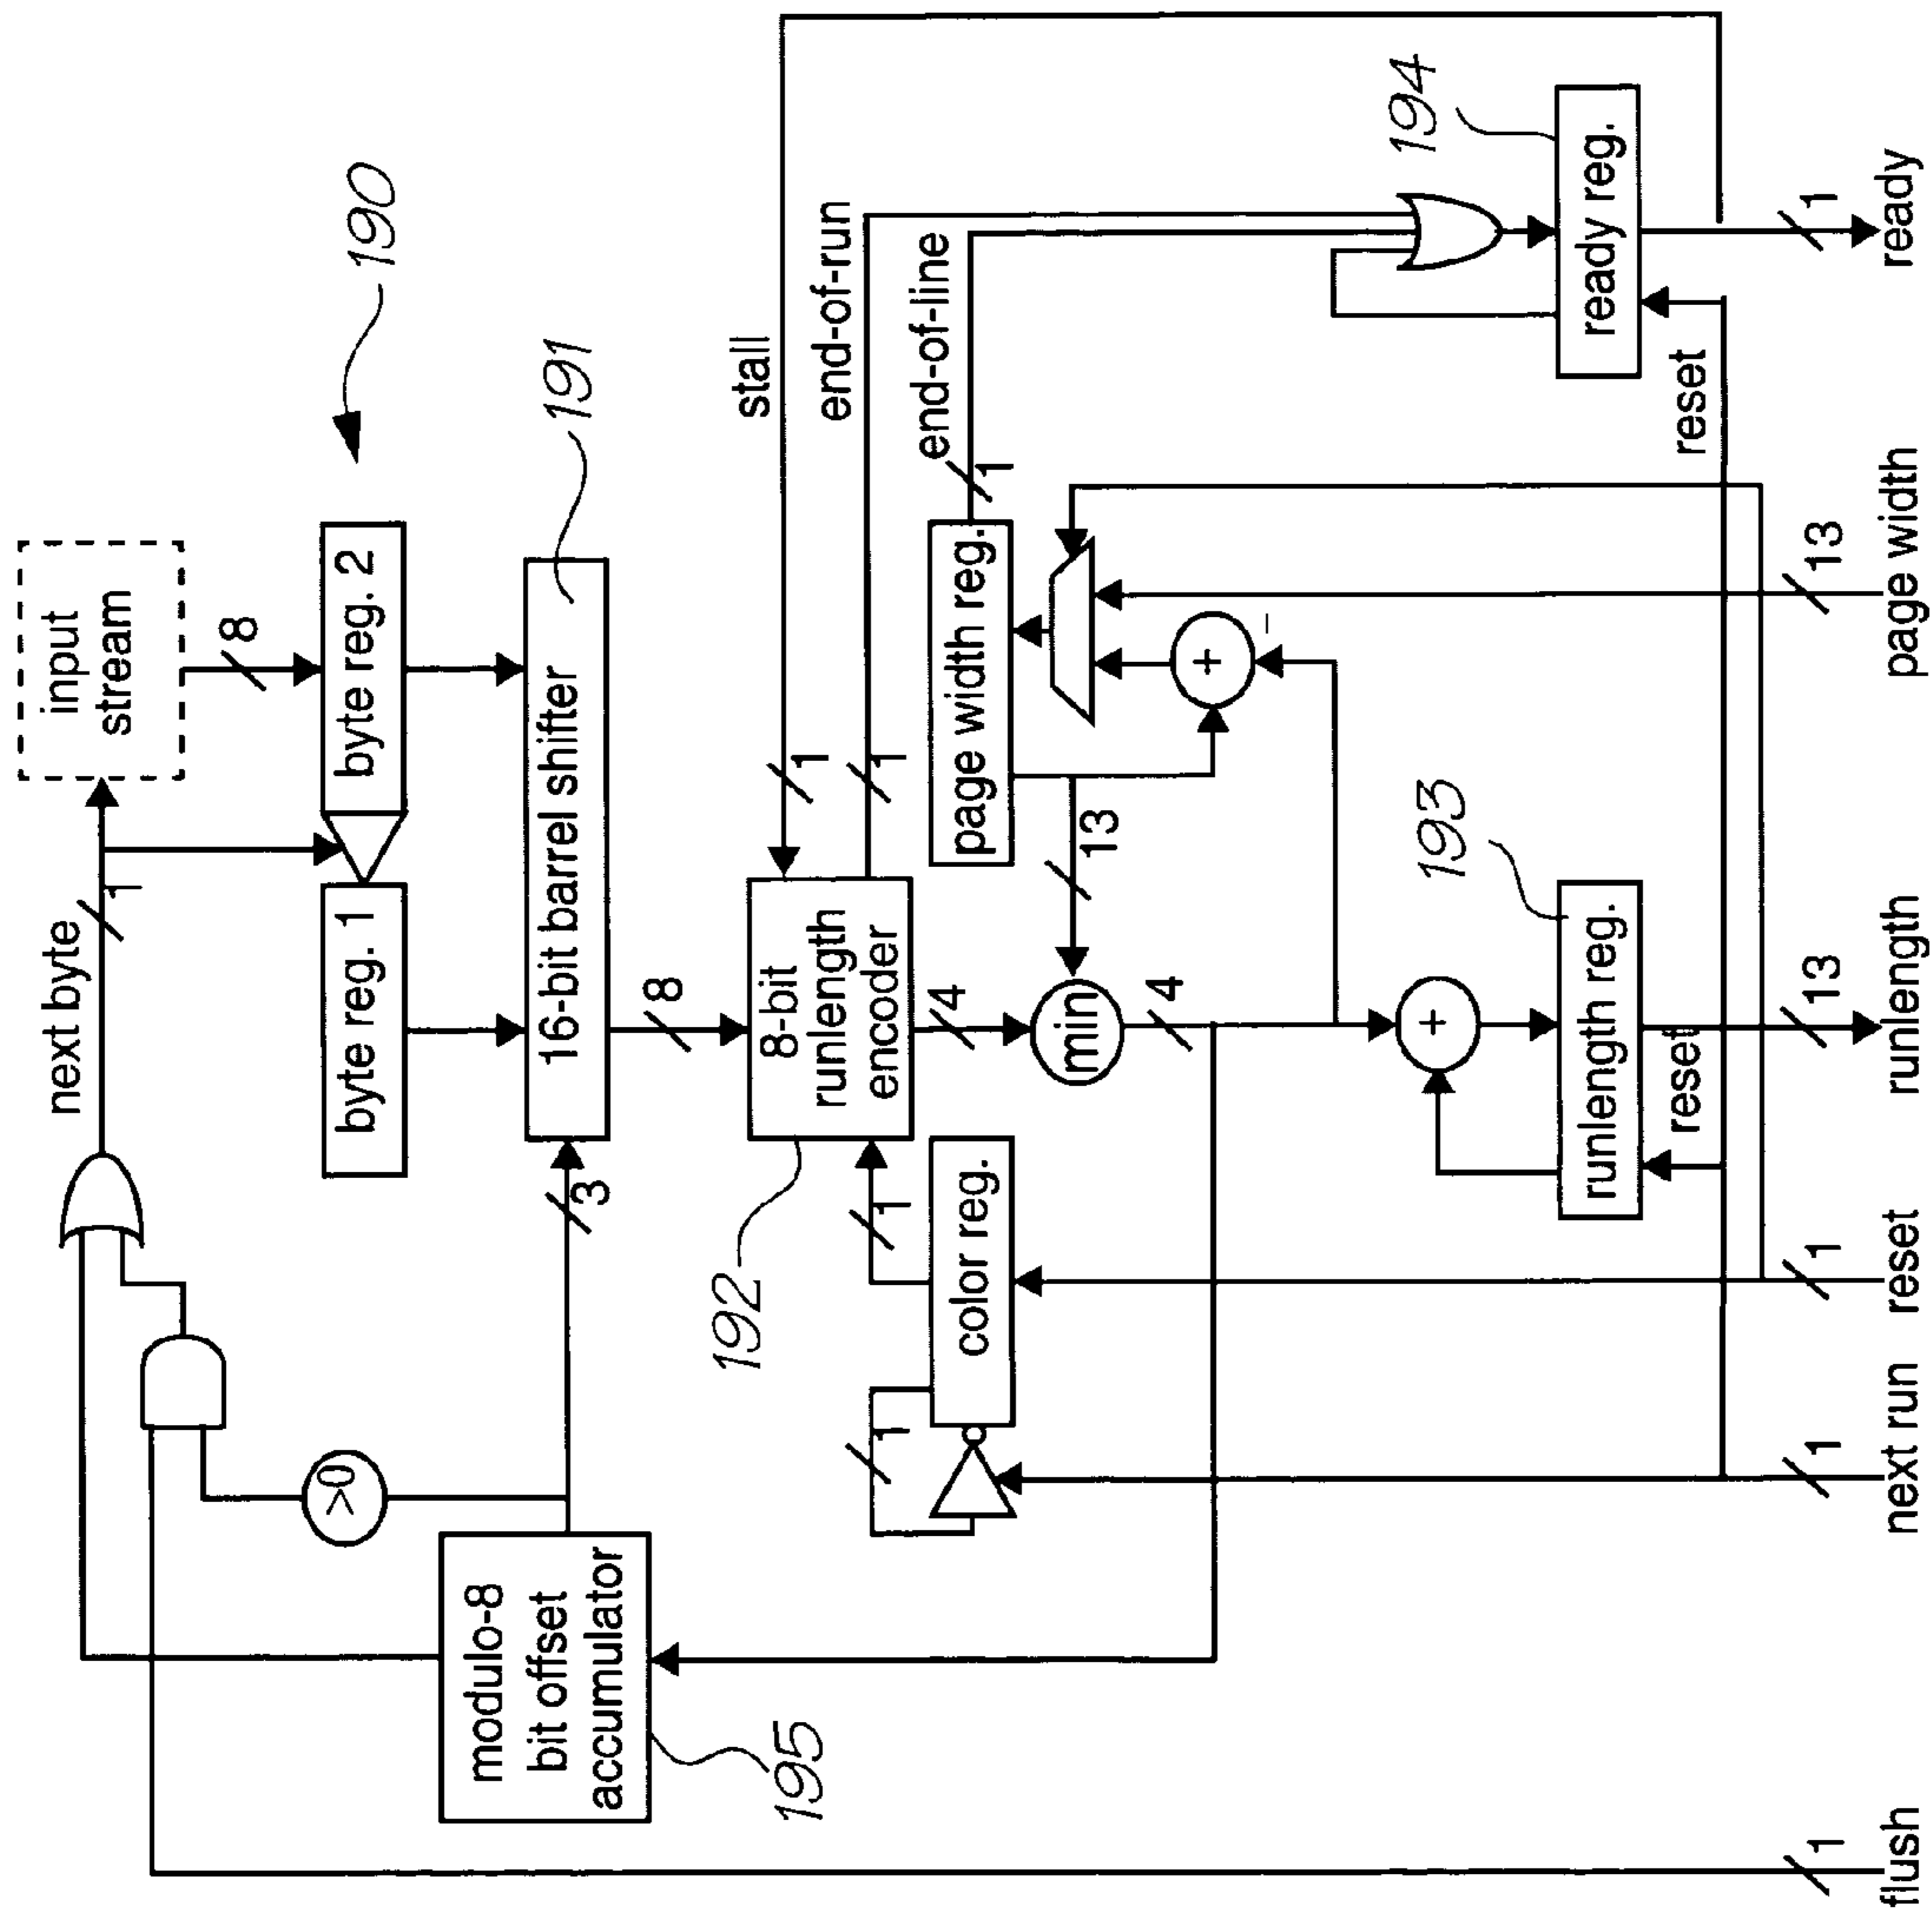 input
stream
next byte
1
8
byte reg. 1
byte reg. 2
190
16-bit barrel shifter
191
3
8
>0
modulo-8
bit offset
accumulator
195
8-bit
runlength
encoder
192
stall
1
end-of-run
1
end-of-line
1
page width reg.
13
1
color reg.
1
4
min
4
+
-
+
runlength reg.
193
reset
ready reg.
194
reset
1
1
1
13
13
1
flush
next run
reset
runlength
page width
ready